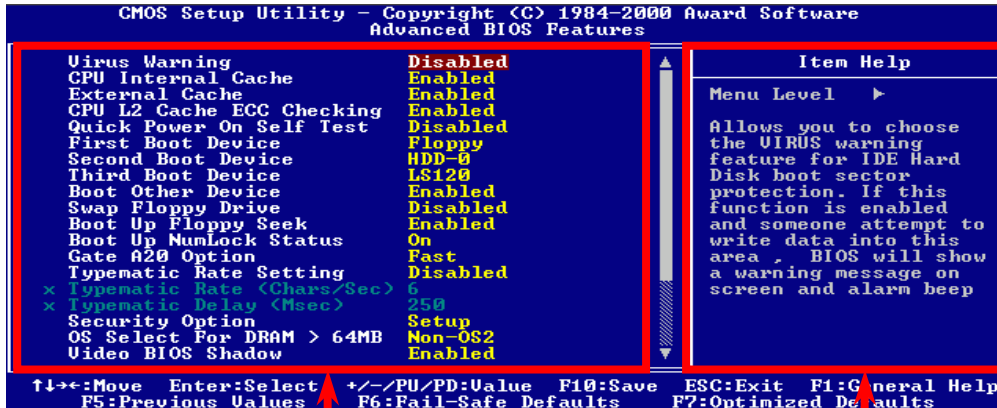 CMOS Setup Utility – Copyright (C) 1984-2000 Award Software
Advanced BIOS Features
Virus Warning Disabled
CPU Internal Cache Enabled
External Cache Enabled
CPU L2 Cache ECC Checking Enabled
Quick Power On Self Test Disabled
First Boot Device Floppy
Second Boot Device HDD-0
Third Boot Device LS120
Boot Other Device Enabled
Swap Floppy Drive Disabled
Boot Up Floppy Seek Enabled
Boot Up NumLock Status On
Gate A20 Option Fast
Typematic Rate Setting Disabled
x Typematic Rate (Chars/Sec) 6
x Typematic Delay (Msec) 250
Security Option Setup
OS Select For DRAM > 64MB Non-OS2
Video BIOS Shadow Enabled
Item Help
Menu Level ▶
Allows you to choose
the VIRUS warning
feature for IDE Hard
Disk boot sector
protection. If this
function is enabled
and someone attempt to
write data into this
area , BIOS will show
a warning message on
screen and alarm beep
↑↓→←:Move Enter:Select +/-/PU/PD:Value F10:Save ESC:Exit F1:General Help
F5:Previous Values F6:Fail-Safe Defaults F7:Optimized Defaults